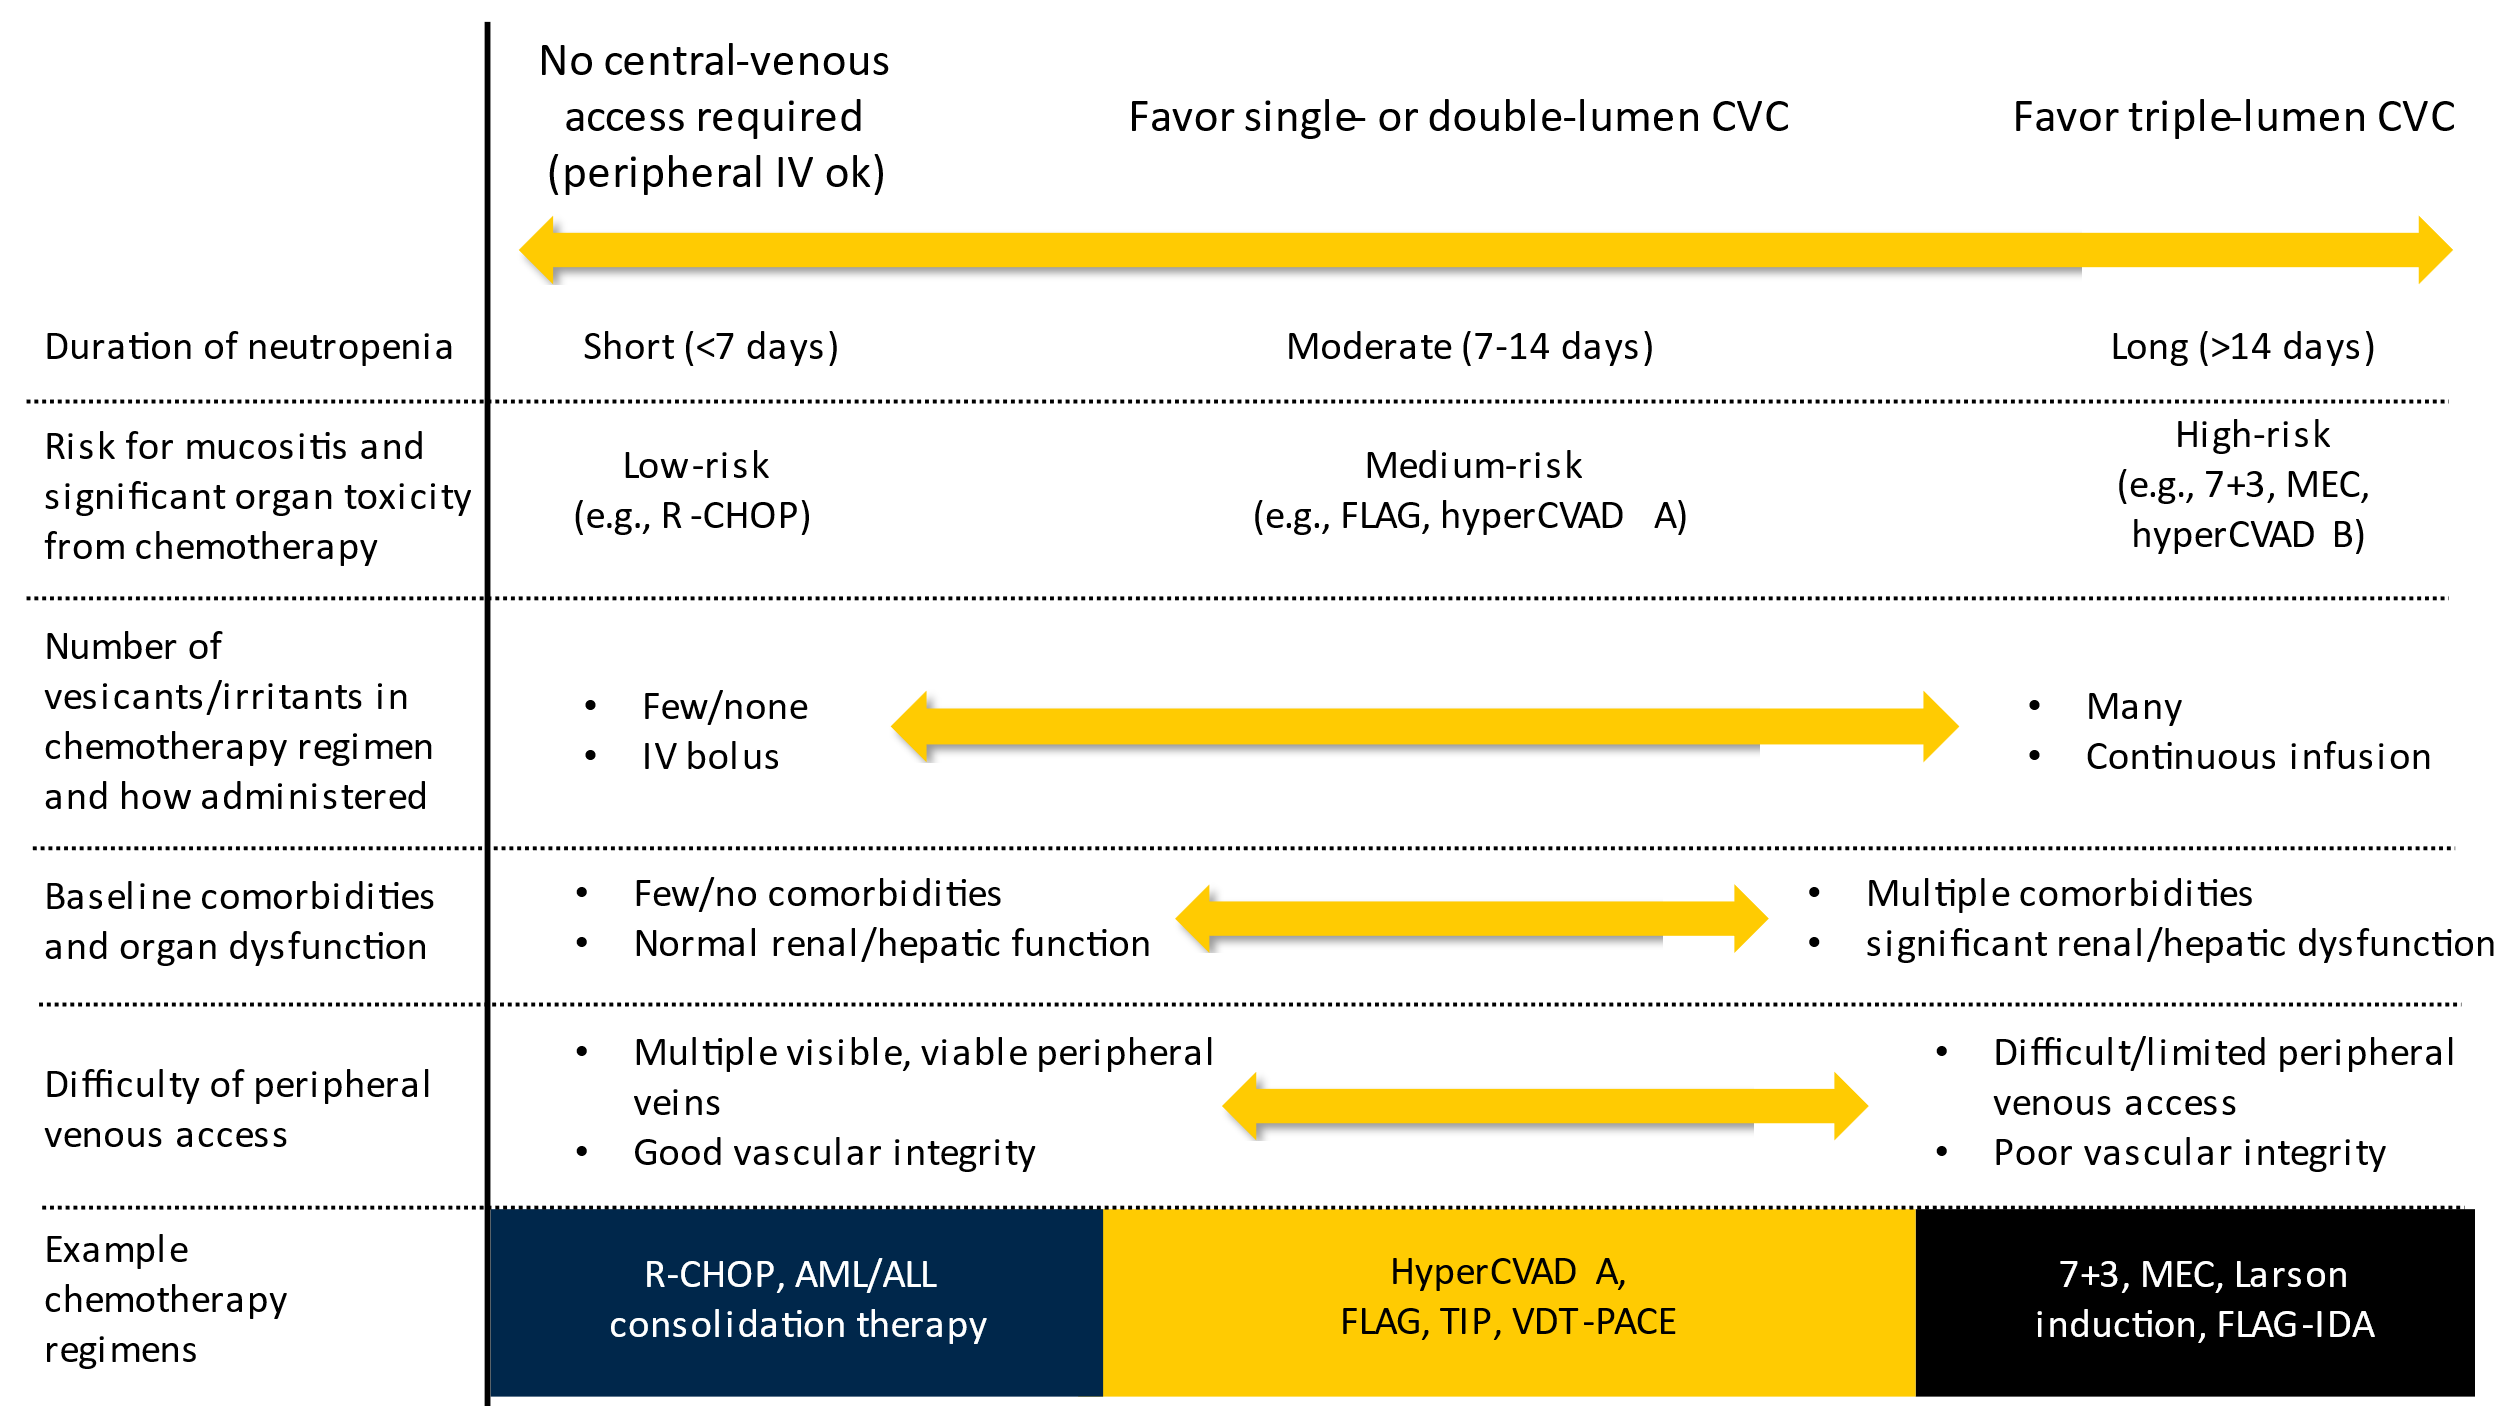 No central-venous
access required
(peripheral IV ok)
Favor single- or double-lumen CVC
Favor triple-lumen CVC
Duration of neutropenia
Short (<7 days)
Moderate (7-14 days)
Long (>14 days)
Risk for mucositis and
significant organ toxicity
from chemotherapy
Low-risk
(e.g., R-CHOP)
Medium-risk
(e.g., FLAG, hyperCVAD A)
High-risk
(e.g., 7+3, MEC,
hyperCVAD B)
Number of
vesicants/irritants in
chemotherapy regimen
and how administered
• Few/none
• IV bolus
• Many
• Continuous infusion
Baseline comorbidities
and organ dysfunction
• Few/no comorbidities
• Normal renal/hepatic function
• Multiple comorbidities
• significant renal/hepatic dysfunction
Difficulty of peripheral
venous access
• Multiple visible, viable peripheral
veins
• Good vascular integrity
• Difficult/limited peripheral
venous access
• Poor vascular integrity
Example
chemotherapy
regimens
R-CHOP, AML/ALL
consolidation therapy
HyperCVAD A,
FLAG, TIP, VDT-PACE
7+3, MEC, Larson
induction, FLAG-IDA